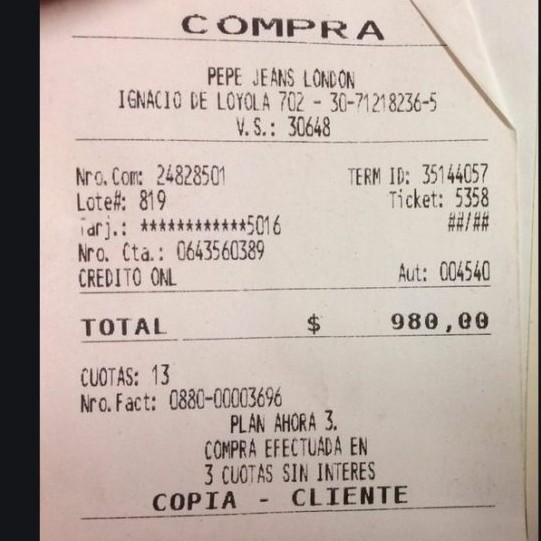 COMPRA
PEPE JEANS LONDON
IGNACIO DE LOYOLA 702 - 30-71218236-5
V.S.: 30648
Nro.Com: 24828501 TERM ID: 35144057
Lote#: 819 Ticket: 5358
Tarj.: ************5016 ##/##
Nro. Cta.: 0643560389
CREDITO ONL Aut: 004540
TOTAL $ 980,00
CUOTAS: 13
Nro.Fact: 0880-00003696
PLAN AHORA 3.
COMPRA EFECTUADA EN
3 CUOTAS SIN INTERES
COPIA - CLIENTE